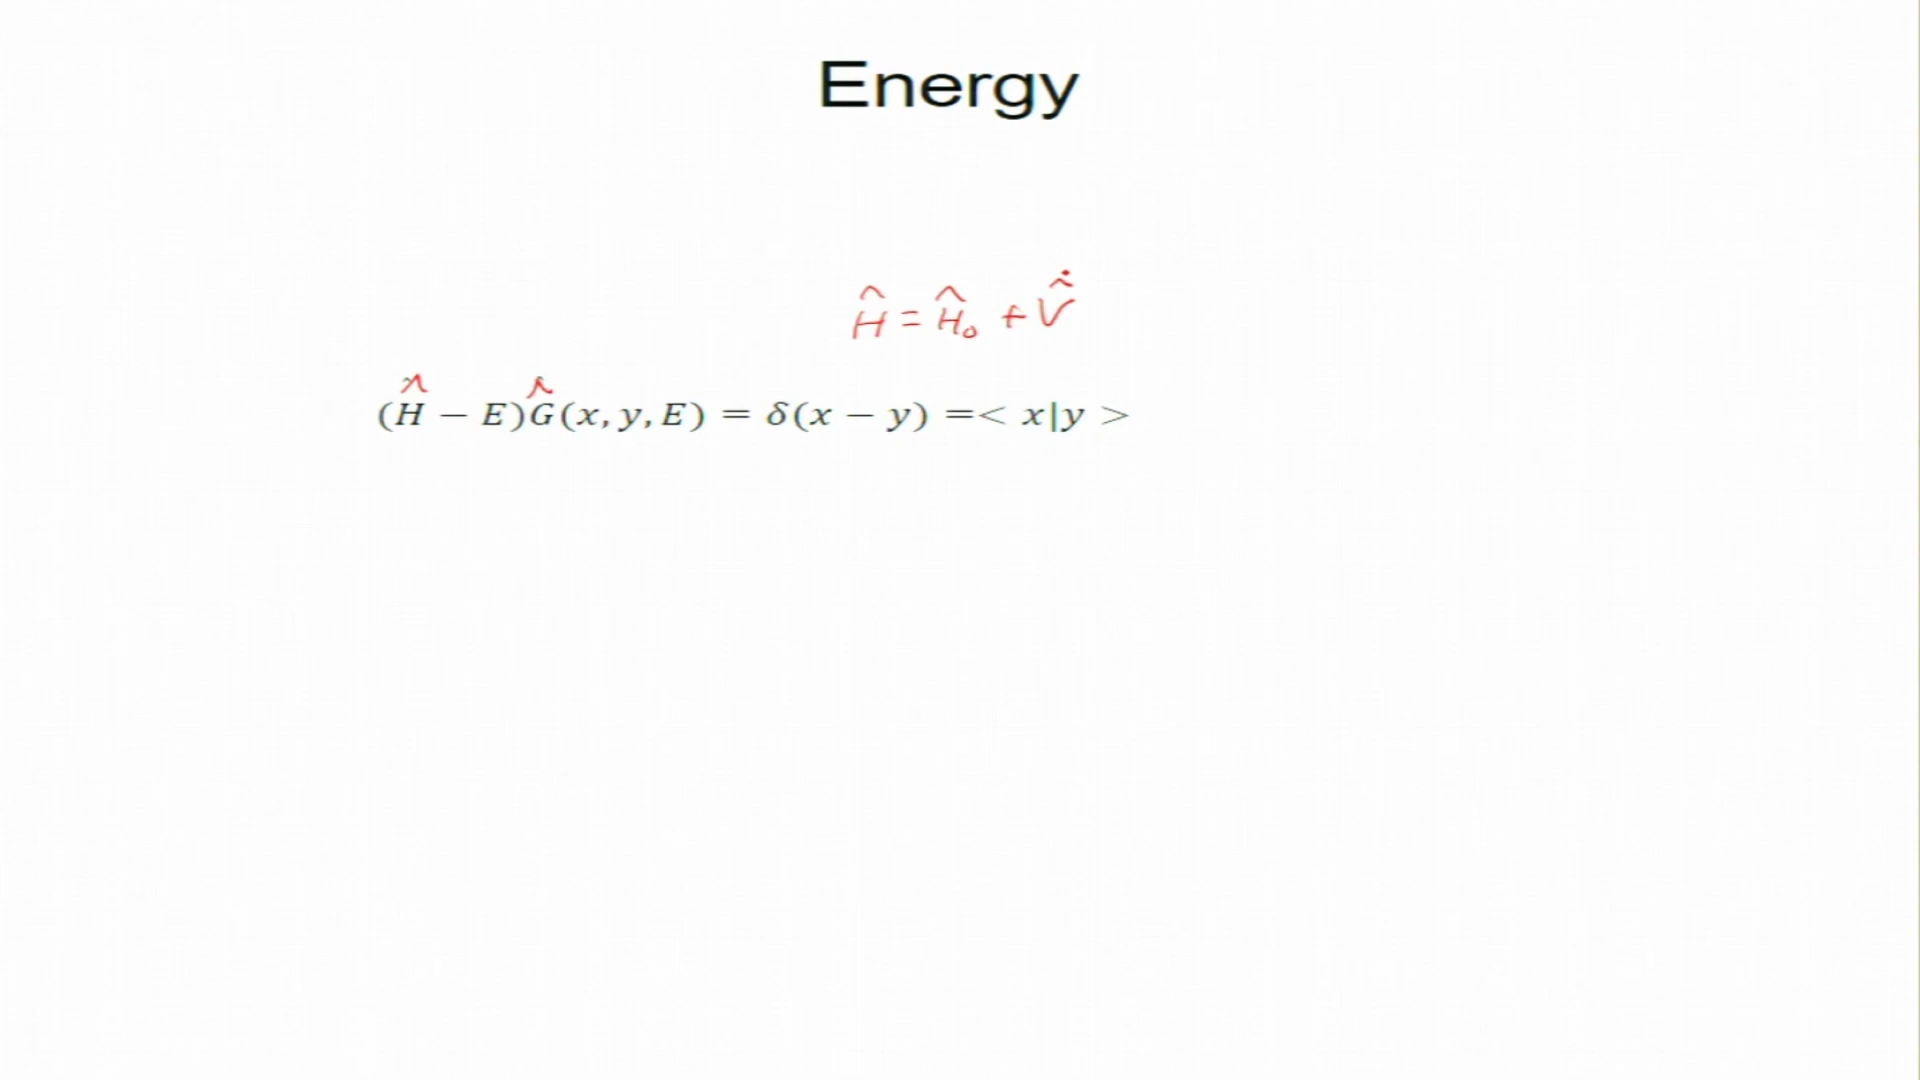 Energy
Ĥ = Ĥ₀ + V̂
(Ĥ − E)Ĝ(x, y, E) = δ(x − y) =< x|y >